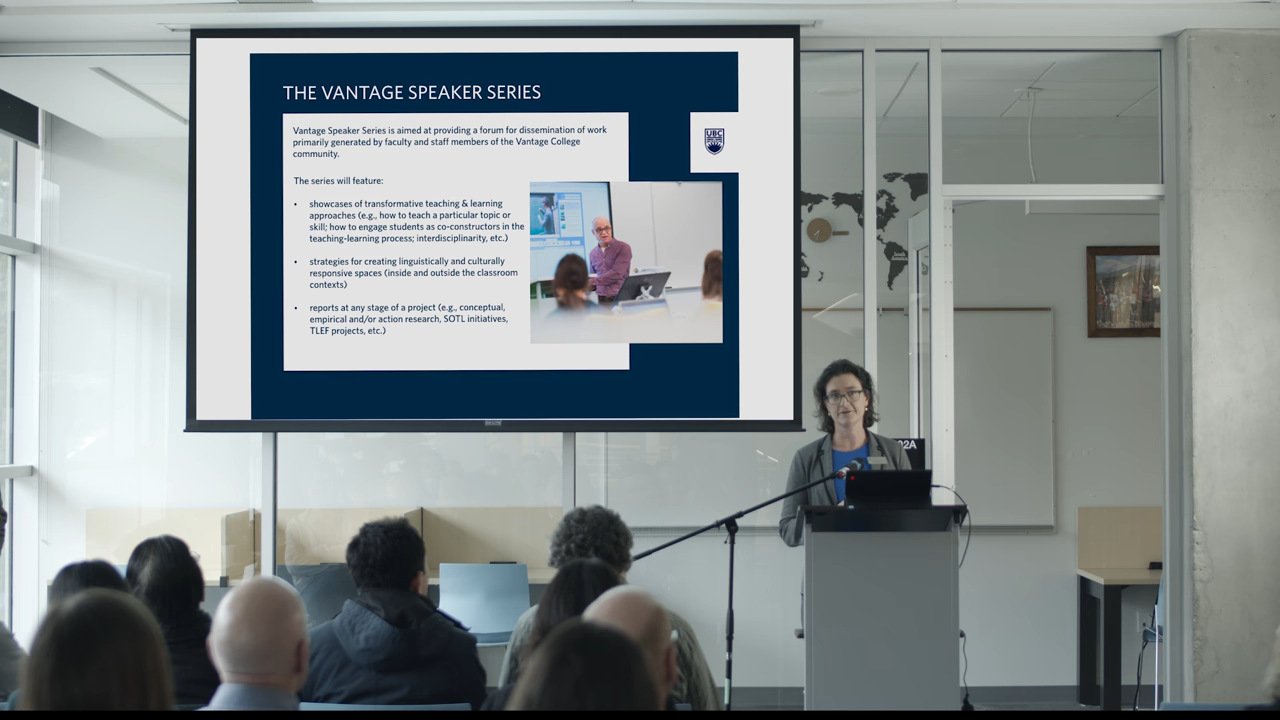 THE VANTAGE SPEAKER SERIES
Vantage Speaker Series is aimed at providing a forum for dissemination of work
primarily generated by faculty and staff members of the Vantage College
community.
UBC
The series will feature:
• showcases of transformative teaching & learning
approaches (e.g., how to teach a particular topic or
skill; how to engage students as co-constructors in the
teaching-learning process; interdisciplinarity, etc.)
• strategies for creating linguistically and culturally
responsive spaces (inside and outside the classroom
contexts)
• reports at any stage of a project (e.g., conceptual,
empirical and/or action research, SOTL initiatives,
TLEF projects, etc.)
South
America
02A